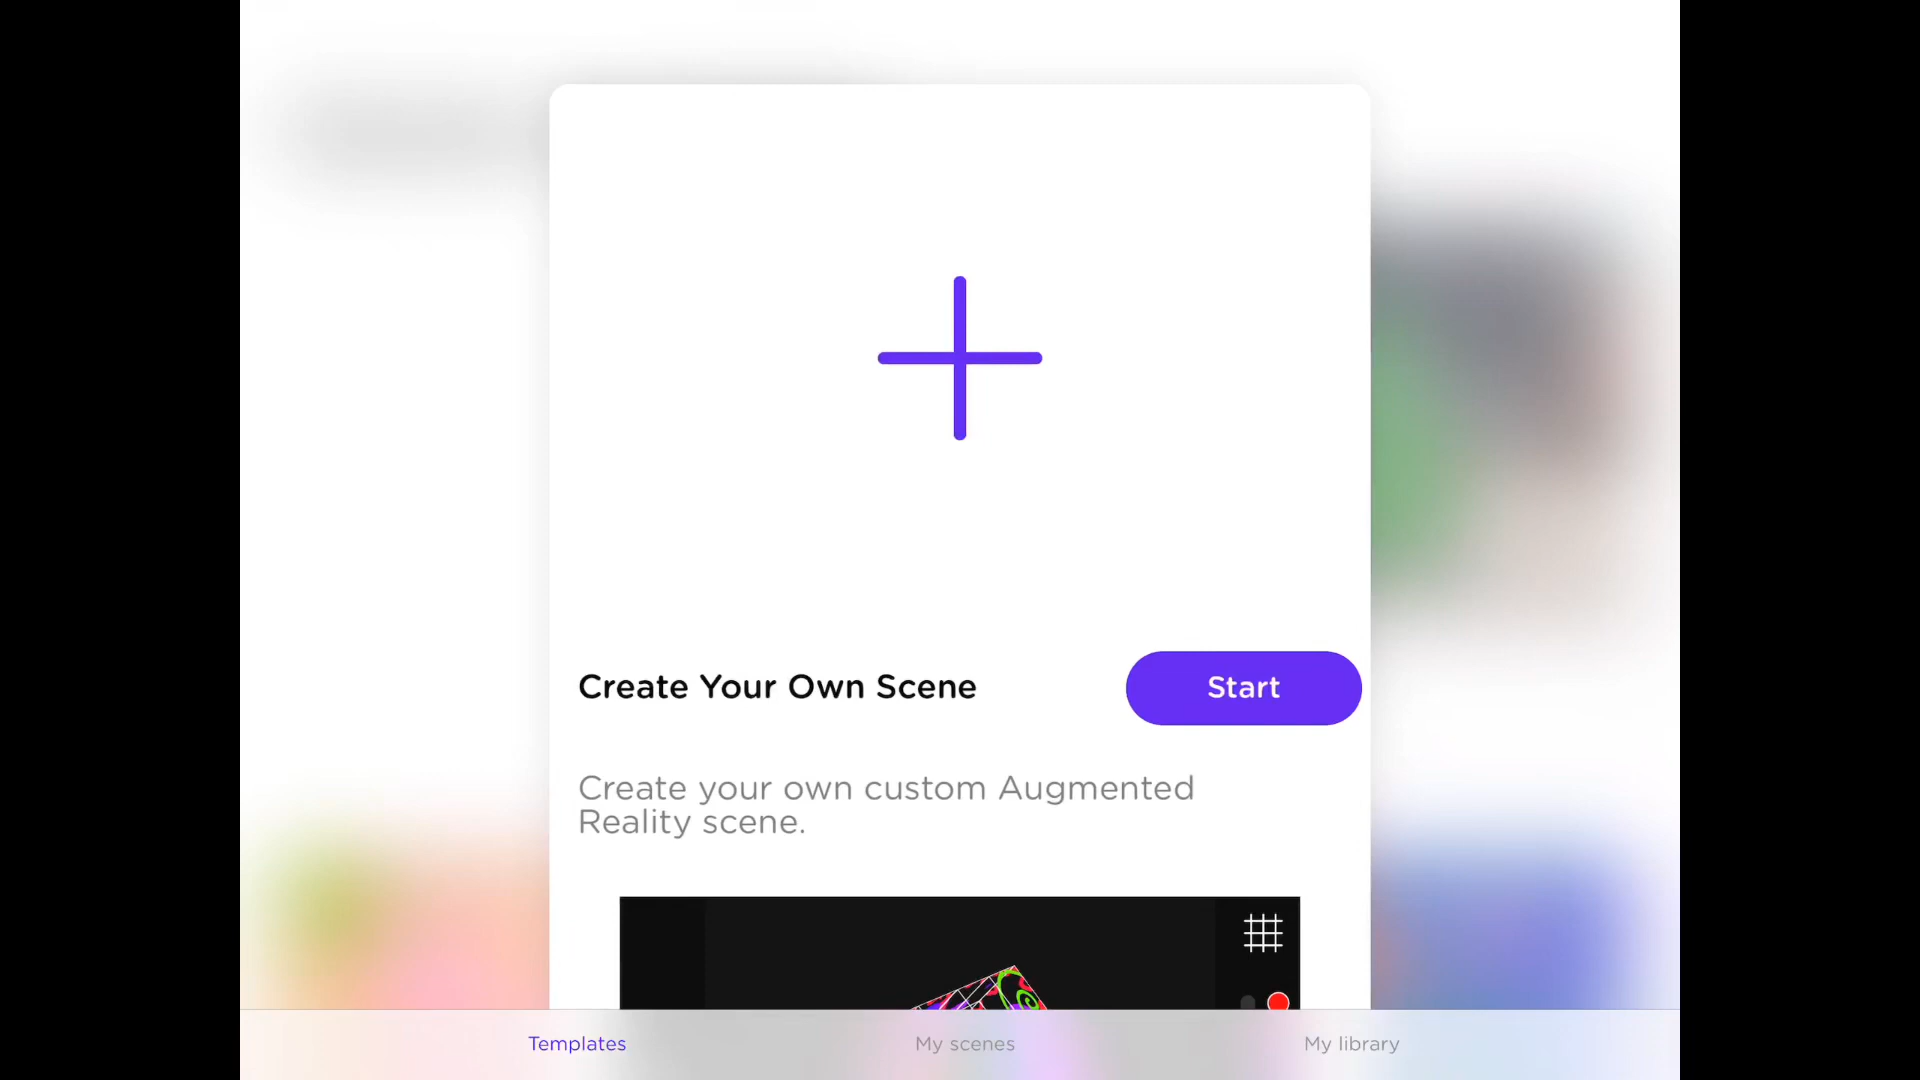 Create Your Own Scene
Start
Create your own custom Augmented
Reality scene.
Templates
My scenes
My library